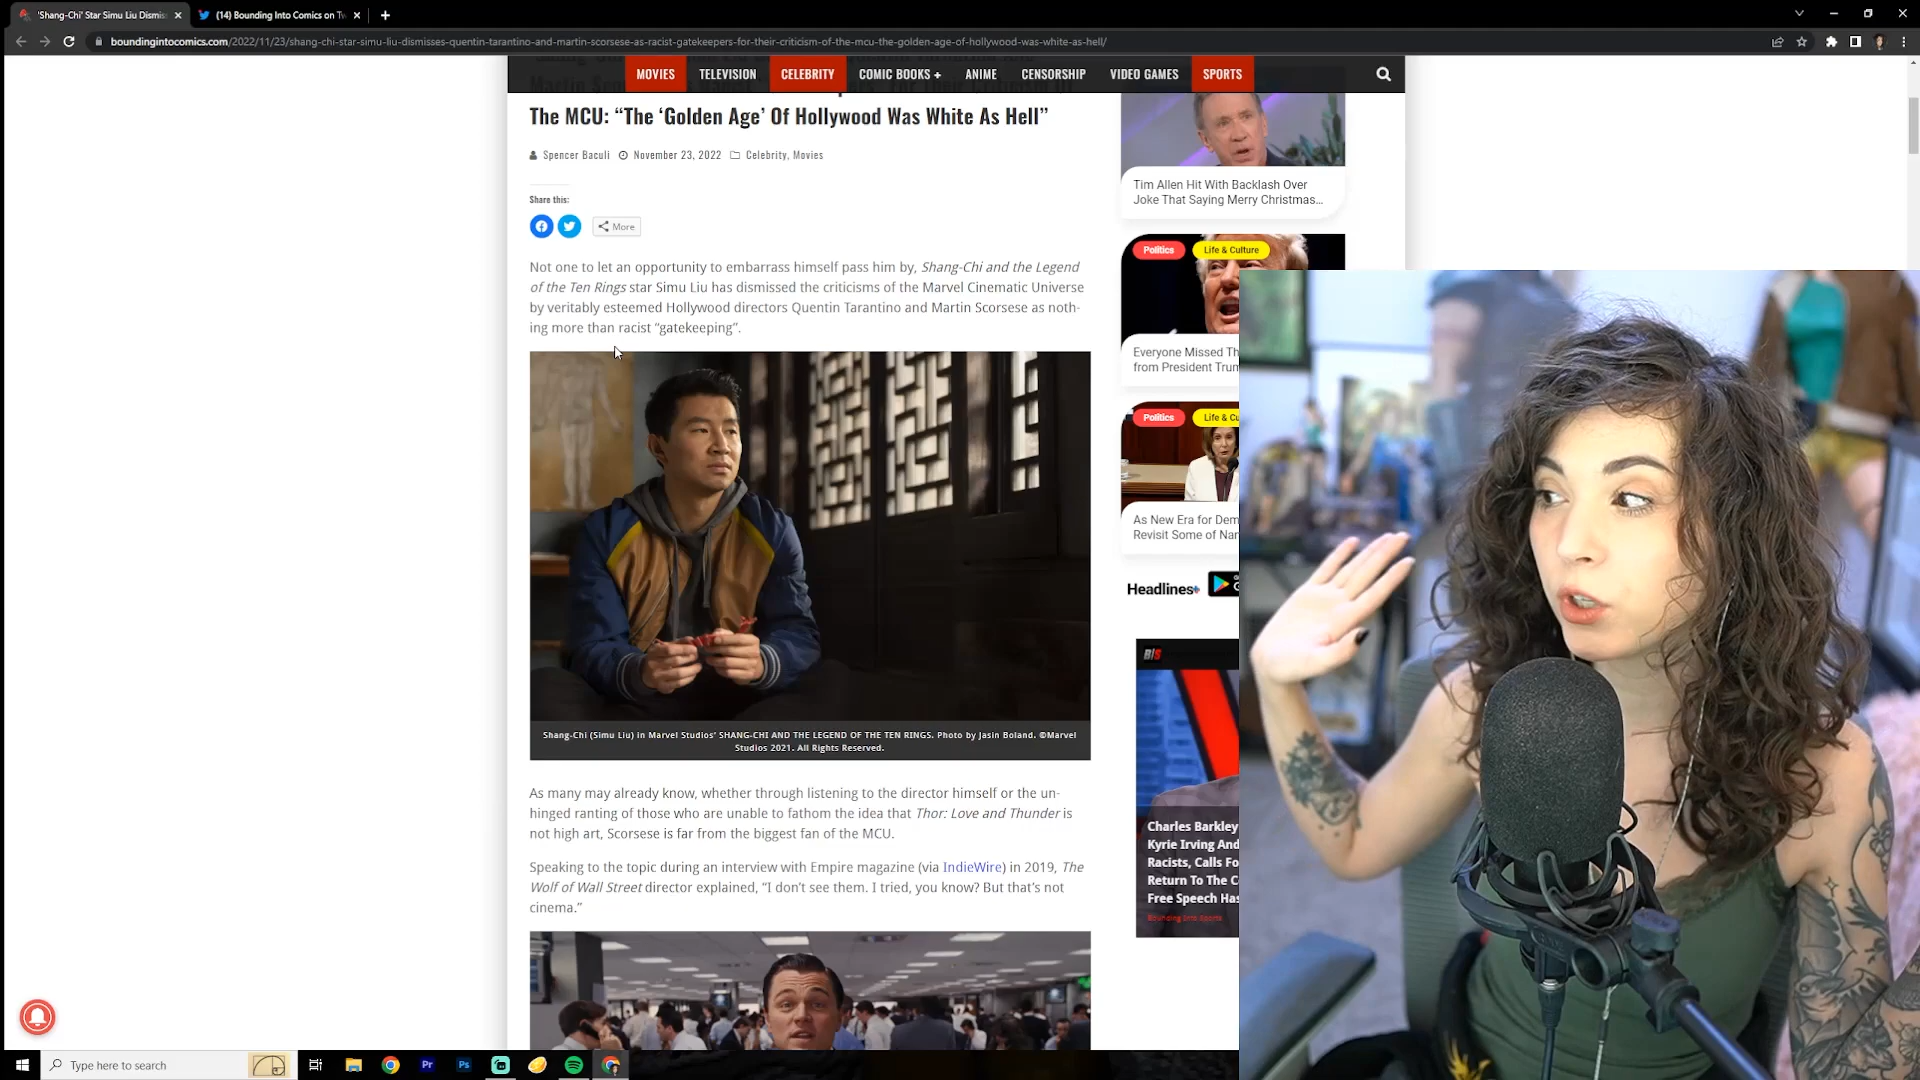 'Shang-Chi' Star Simu Liu Dismis
(14) Bounding Into Comics on Tw
boundingintocomics.com/2022/11/23/shang-chi-star-simu-liu-dismisses-quentin-tarantino-and-martin-scorsese-as-racist-gatekeepers-for-their-criticism-of-the-mcu-the-golden-age-of-hollywood-was-white-as-hell/
MOVIES TELEVISION CELEBRITY COMIC BOOKS + ANIME CENSORSHIP VIDEO GAMES SPORTS
The MCU: “The ‘Golden Age’ Of Hollywood Was White As Hell”
Spencer Baculi November 23, 2022 Celebrity, Movies
Share this:
More
Not one to let an opportunity to embarrass himself pass him by, Shang-Chi and the Legend
of the Ten Rings star Simu Liu has dismissed the criticisms of the Marvel Cinematic Universe
by veritably esteemed Hollywood directors Quentin Tarantino and Martin Scorsese as noth-
ing more than racist “gatekeeping”.
Shang-Chi (Simu Liu) in Marvel Studios' SHANG-CHI AND THE LEGEND OF THE TEN RINGS. Photo by Jasin Boland. ©Marvel
Studios 2021. All Rights Reserved.
As many may already know, whether through listening to the director himself or the un-
hinged ranting of those who are unable to fathom the idea that Thor: Love and Thunder is
not high art, Scorsese is far from the biggest fan of the MCU.
Speaking to the topic during an interview with Empire magazine (via IndieWire) in 2019, The
Wolf of Wall Street director explained, “I don’t see them. I tried, you know? But that’s not
cinema.”
Tim Allen Hit With Backlash Over
Joke That Saying Merry Christmas...
Politics Life & Culture
Everyone Missed Th
from President Trum
Politics Life & Cu
As New Era for Dem
Revisit Some of Nan
Headlines+
B|S
Charles Barkley
Kyrie Irving And
Racists, Calls Fo
Return To The C
Free Speech Has
Bounding Into Sports
Type here to search
Pr
Ps